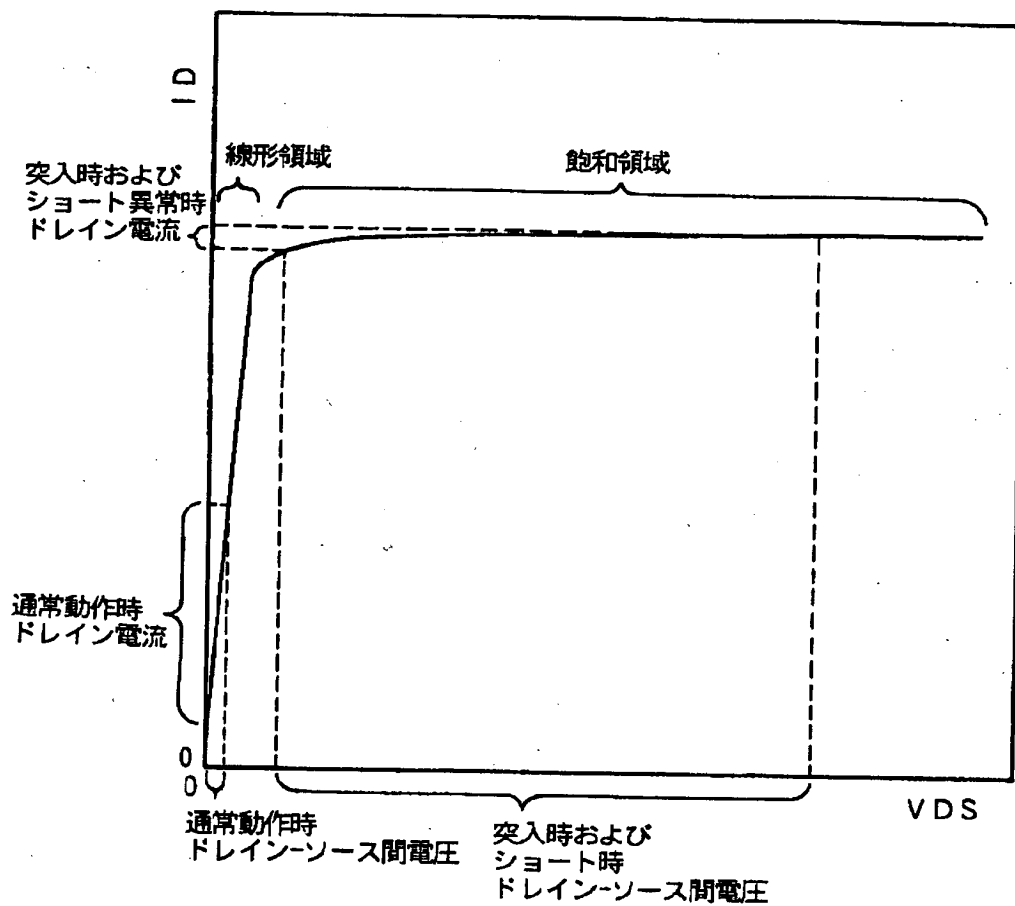 ID
線形領域
飽和領域
突入時および
ショート異常時
ドレイン電流
通常動作時
ドレイン電流
0
0
VDS
通常動作時
ドレイン-ソース間電圧
突入時および
ショート時
ドレイン-ソース間電圧